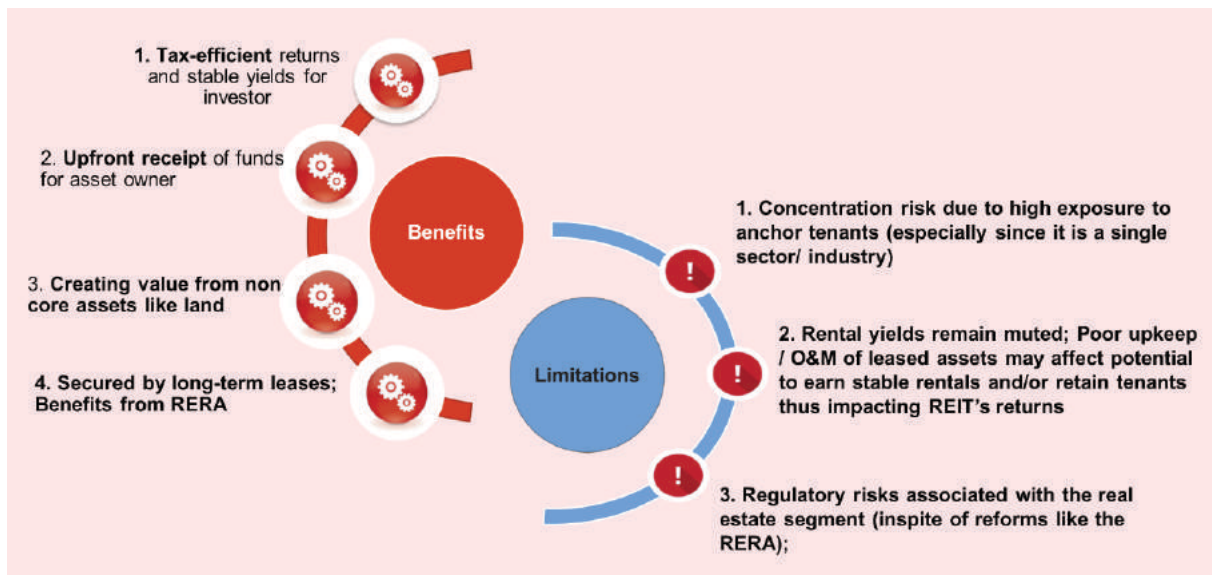 1. Tax-efficient returns
and stable yields for
investor
2. Upfront receipt of funds
for asset owner
Benefits
3. Creating value from non
core assets like land
4. Secured by long-term leases;
Benefits from RERA
1. Concentration risk due to high exposure to
anchor tenants (especially since it is a single
sector/ industry)
!
Limitations
2. Rental yields remain muted; Poor upkeep
/ O&M of leased assets may affect potential
to earn stable rentals and/or retain tenants
thus impacting REIT's returns
!
3. Regulatory risks associated with the real
estate segment (inspite of reforms like the
RERA);
!